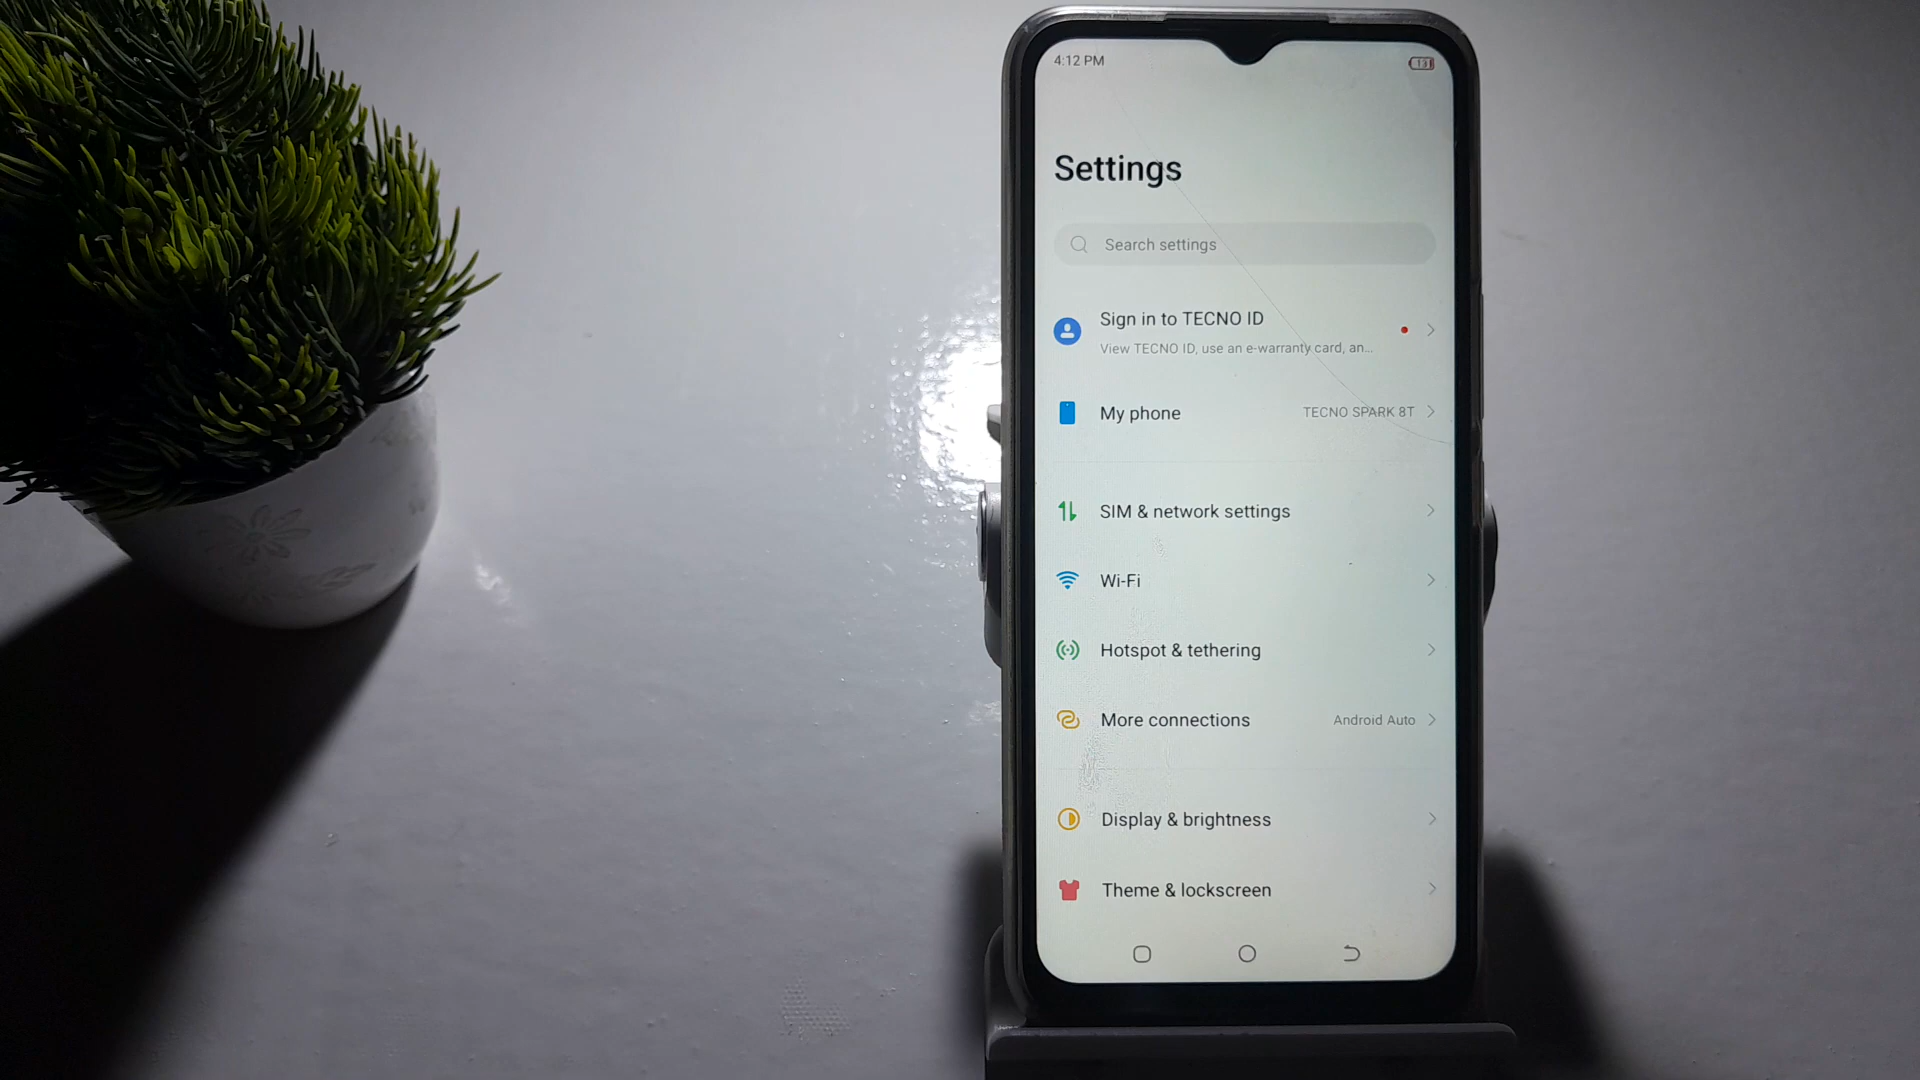 4:12 PM
13
Settings
Search settings
Sign in to TECNO ID
View TECNO ID, use an e-warranty card, an...
My phone
TECNO SPARK 8T
SIM & network settings
Wi-Fi
Hotspot & tethering
More connections
Android Auto
Display & brightness
Theme & lockscreen